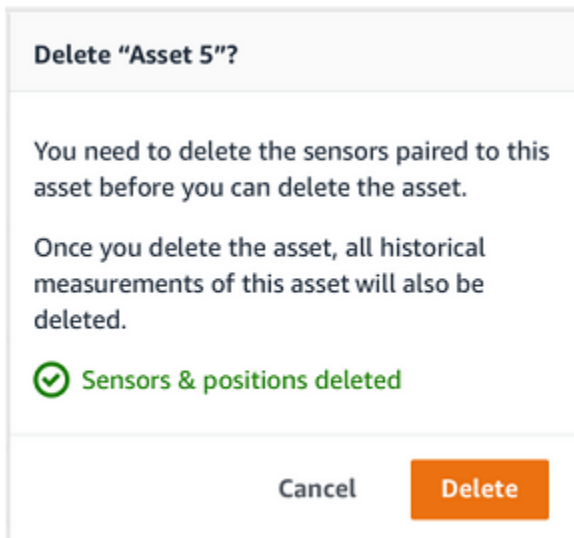 Delete “Asset 5”?
You need to delete the sensors paired to this
asset before you can delete the asset.
Once you delete the asset, all historical
measurements of this asset will also be
deleted.
Sensors & positions deleted
Cancel
Delete